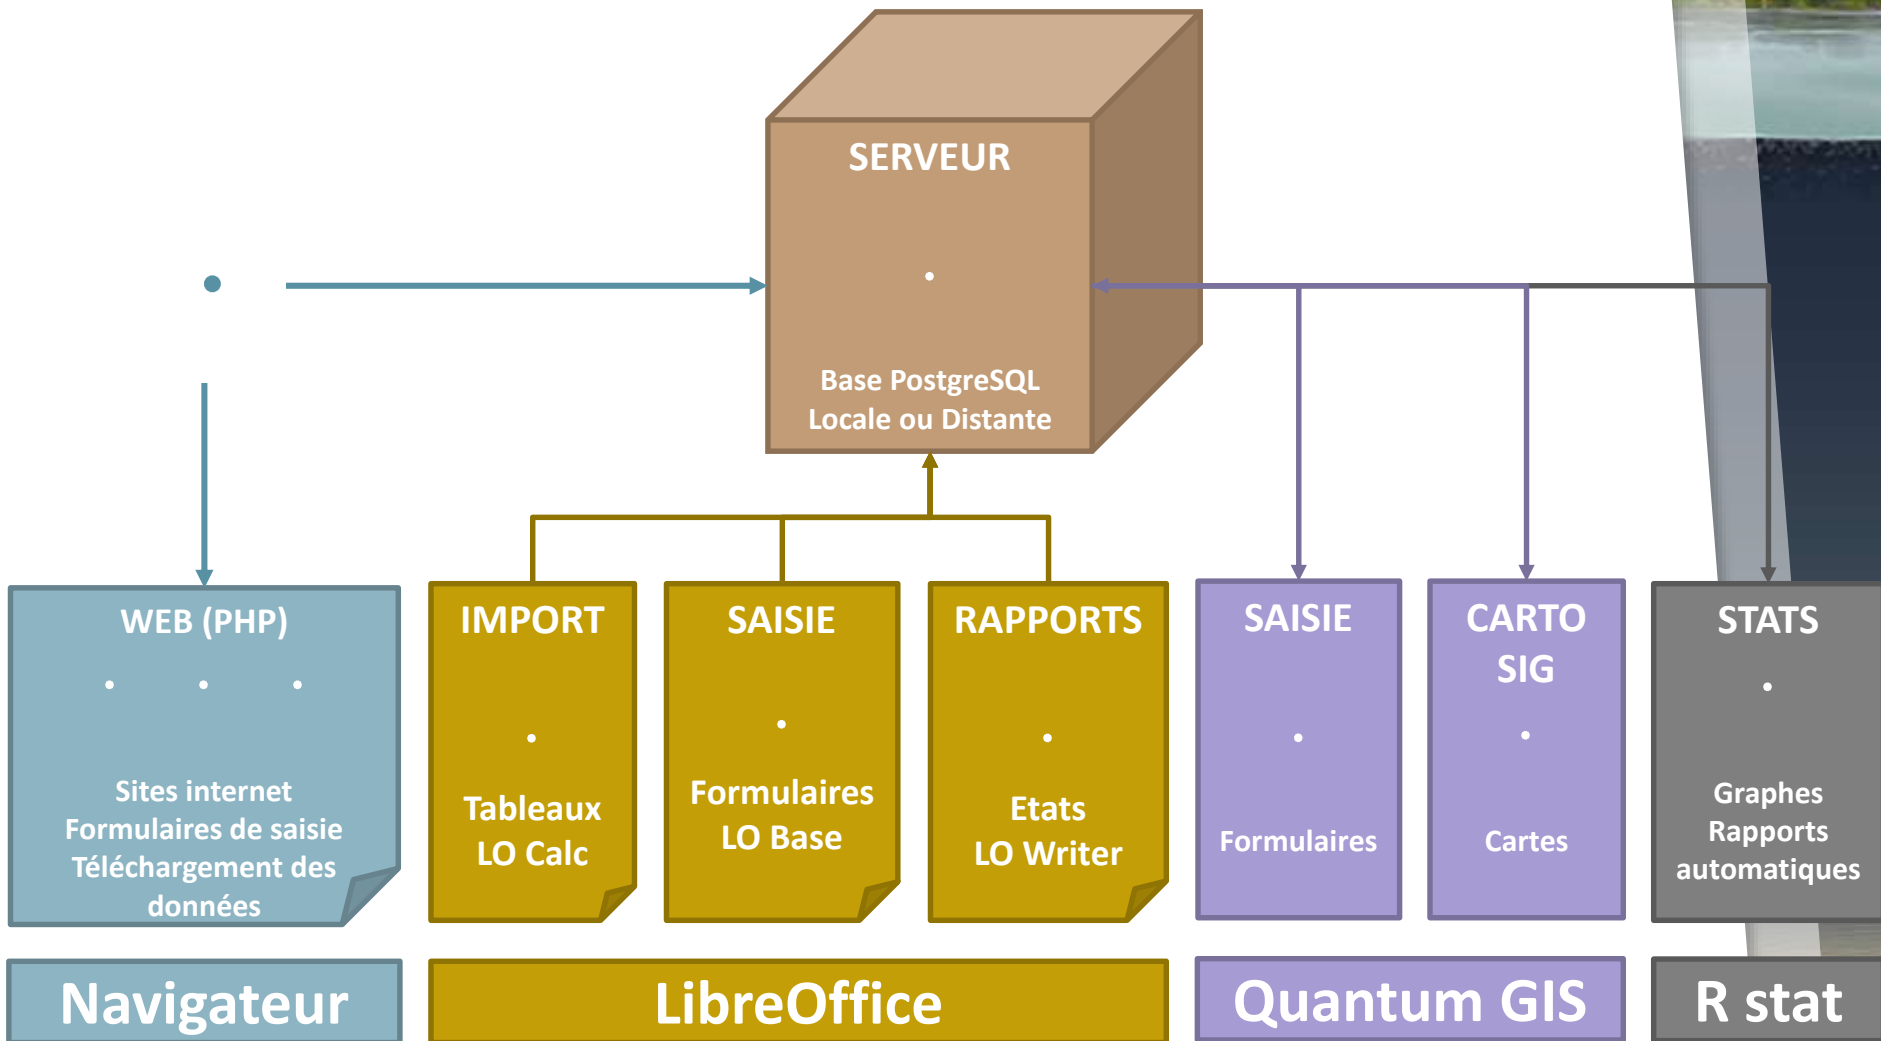 SERVEUR
Base PostgreSQL
Locale ou Distante
WEB (PHP)
Sites internet
Formulaires de saisie
Téléchargement des
données
IMPORT
Tableaux
LO Calc
SAISIE
Formulaires
LO Base
RAPPORTS
Etats
LO Writer
SAISIE
Formulaires
CARTO
SIG
Cartes
STATS
Graphes
Rapports
automatiques
Navigateur
LibreOffice
Quantum GIS
R stat